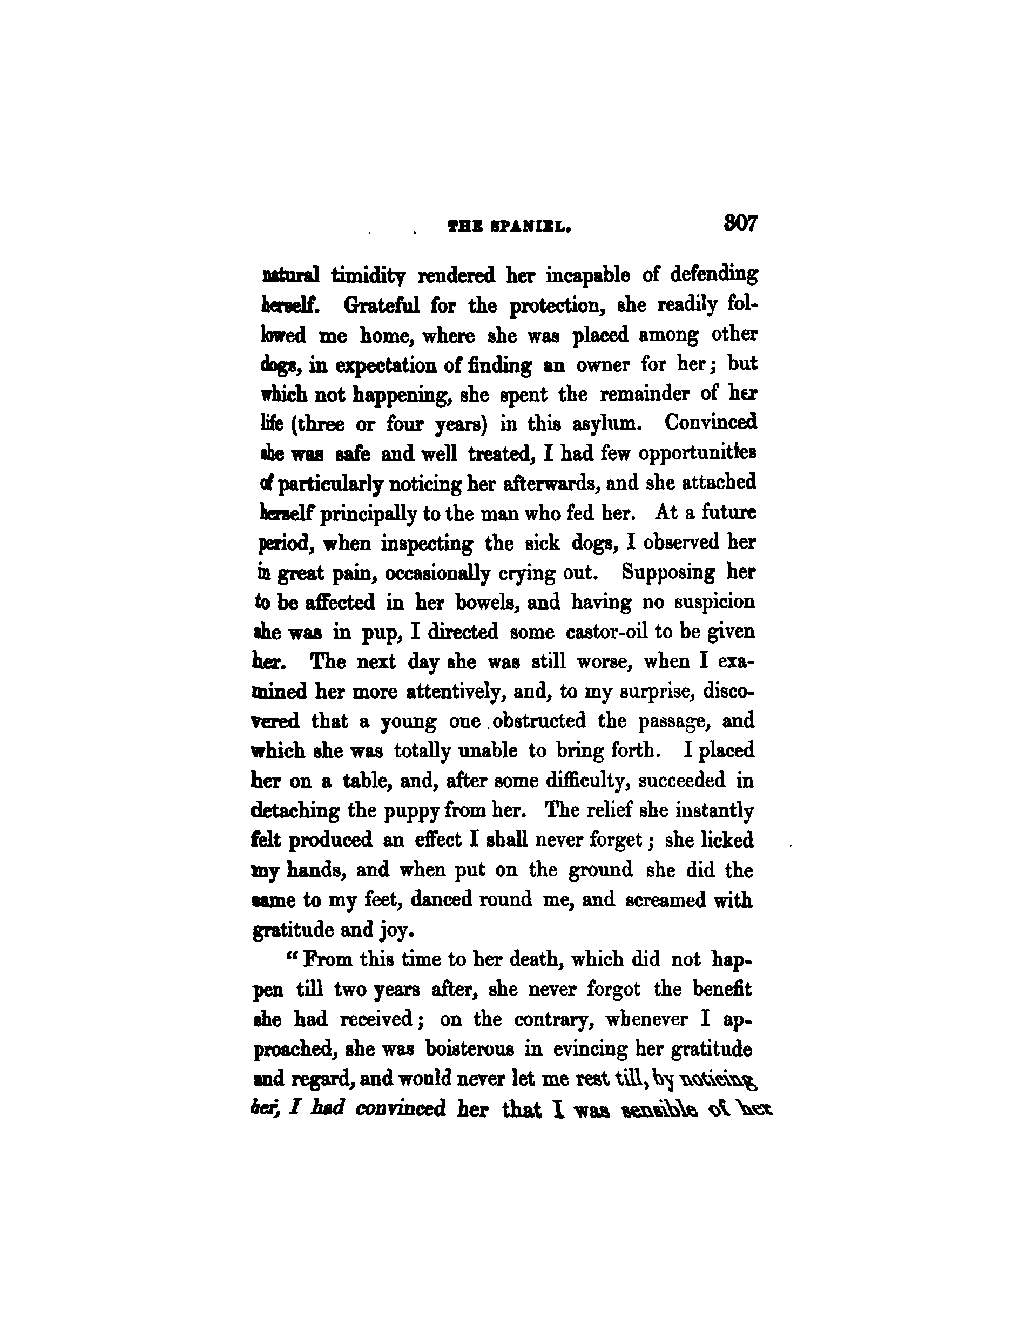 THE SPANIEL. 307
natural timidity rendered her incapable of defending
herself. Grateful for the protection, she readily fol-
lowed me home, where she was placed among other
dogs, in expectation of finding an owner for her; but
which not happening, she spent the remainder of her
life (three or four years) in this asylum. Convinced
she was safe and well treated, I had few opportunities
of particularly noticing her afterwards, and she attached
herself principally to the man who fed her. At a future
period, when inspecting the sick dogs, I observed her
in great pain, occasionally crying out. Supposing her
to be affected in her bowels, and having no suspicion
she was in pup, I directed some castor-oil to be given
her. The next day she was still worse, when I exa-
mined her more attentively, and, to my surprise, disco-
vered that a young one obstructed the passage, and
which she was totally unable to bring forth. I placed
her on a table, and, after some difficulty, succeeded in
detaching the puppy from her. The relief she instantly
felt produced an effect I shall never forget; she licked
my hands, and when put on the ground she did the
same to my feet, danced round me, and screamed with
gratitude and joy.
“From this time to her death, which did not hap-
pen till two years after, she never forgot the benefit
she had received; on the contrary, whenever I ap-
proached, she was boisterous in evincing her gratitude
and regard, and would never let me rest till, by noticing
her, I had convinced her that I was sensible of her